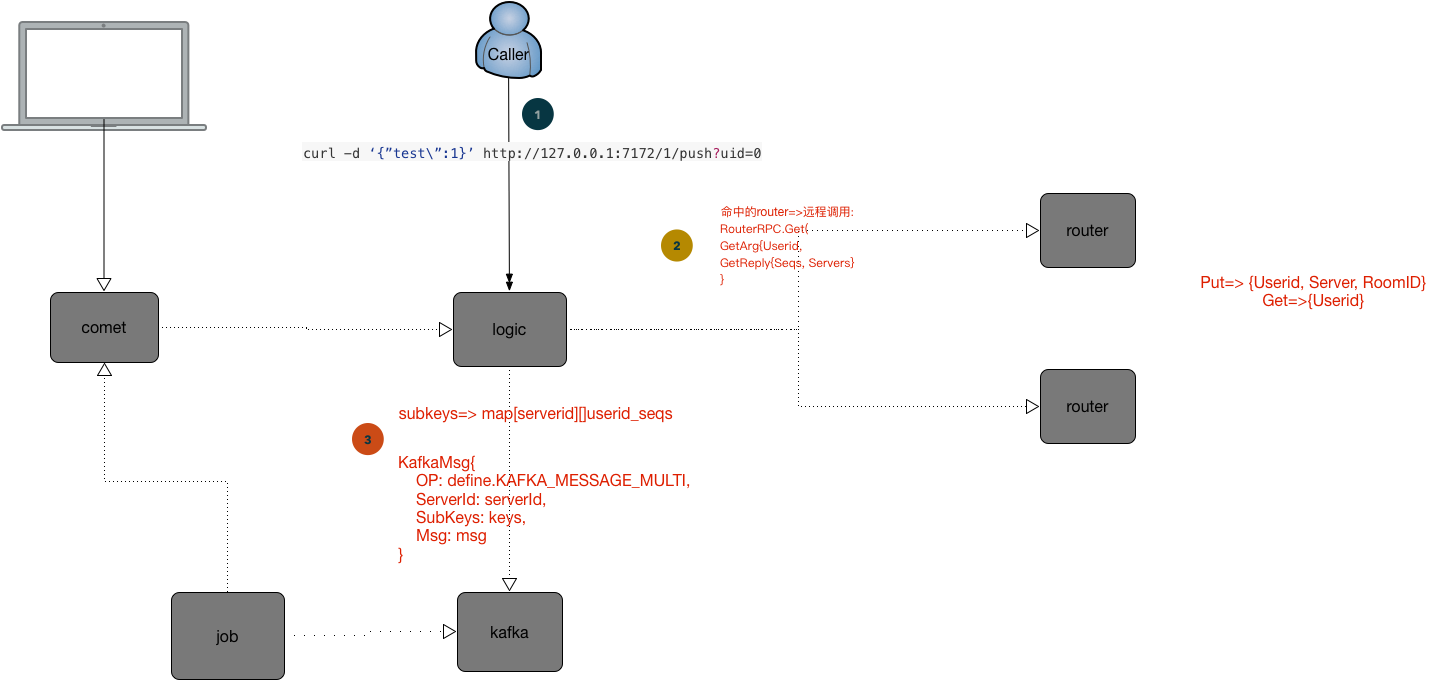 Caller
1
curl -d ‘{”test\”:1}’ http://127.0.0.1:7172/1/push?uid=0
命中的router=>远程调用:
RouterRPC.Get(
GetArg{Userid,
GetReply{Seqs, Servers}
}
2
router
Put=> {Userid, Server, RoomID}
Get=>{Userid}
comet
logic
router
subkeys=> map[serverid][]userid_seqs
3
KafkaMsg{
OP: define.KAFKA_MESSAGE_MULTI,
ServerId: serverId,
SubKeys: keys,
Msg: msg
}
job
kafka